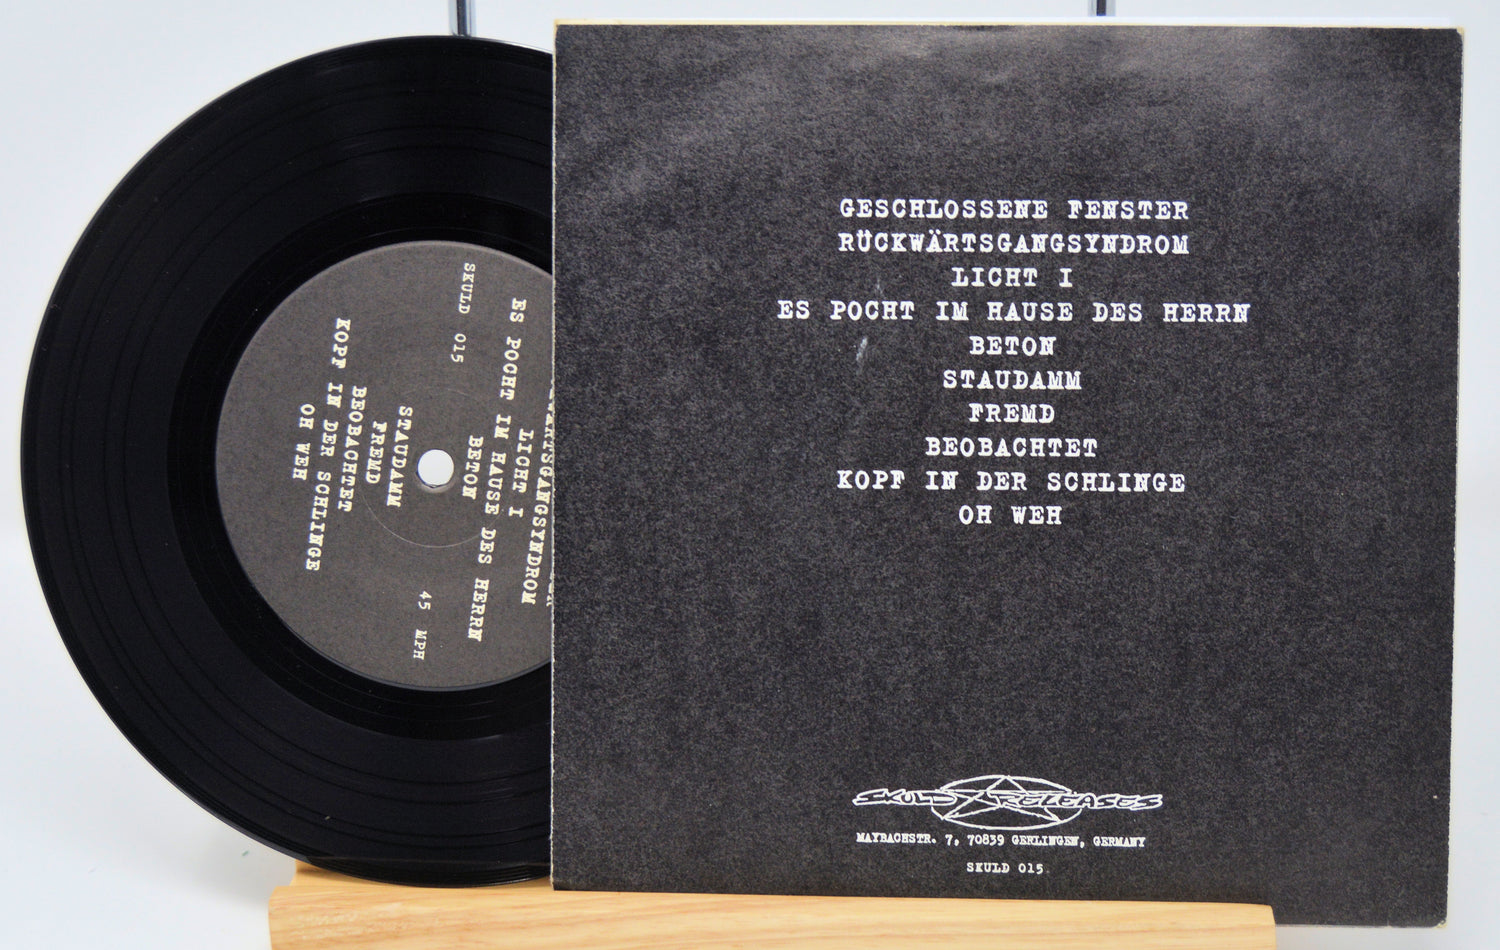 GESCHLOSSENE FENSTER
RÜCKWÄRTSGANGSYNDROM
LICHT I
ES POCHT IM HAUSE DES HERRN
BETON
STAUDAMM
FREMD
BEOBACHTET
KOPF IN DER SCHLINGE
OH WEH
SKULD RELEASES
MAYBACHSTR. 7, 70839 GERLINGEN, GERMANY
SKULD 015
SKULD 015
LICHT I
ES POCHT IM HAUSE DES HERRN
BETON
STAUDAMM
FREMD
BEOBACHTET
KOPF IN DER SCHLINGE
OH WEH
45 MPH